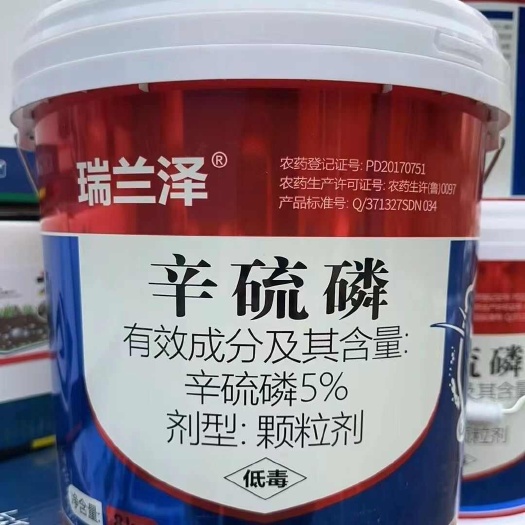 瑞兰泽®
农药登记证号: PD20170751
农药生产许可证号: 农药生许(鲁)0097
产品标准号: Q/371327SDN 034
辛硫磷
有效成分及其含量:
辛硫磷5%
剂型: 颗粒剂
低毒
净含量:
硫磷